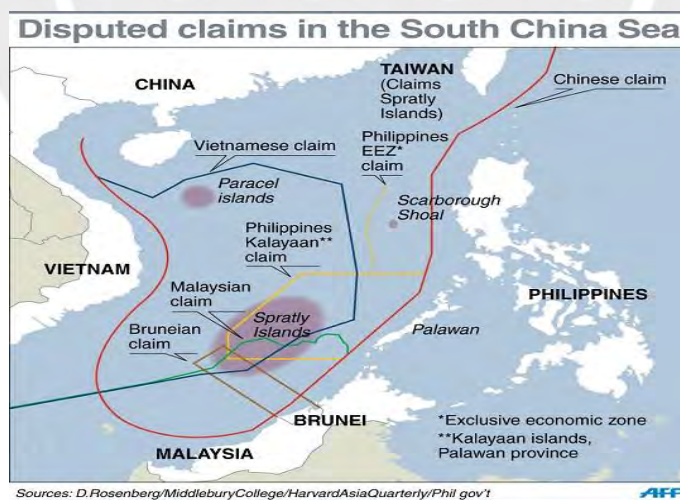 Disputed claims in the South China Sea
CHINA
TAIWAN
(Claims
Spratly
Islands)
Chinese claim
Vietnamese claim
Philippines
EEZ*
claim
Paracel
islands
Scarborough
Shoal
Philippines
Kalayaan**
claim
VIETNAM
Malaysian
claim
PHILIPPINES
Spratly
Islands
Bruneian
claim
Palawan
BRUNEI
*Exclusive economic zone
**Kalayaan islands,
Palawan province
MALAYSIA
Sources: D.Rosenberg/MiddleburyCollege/HarvardAsiaQuarterly/Phil gov't
AFP